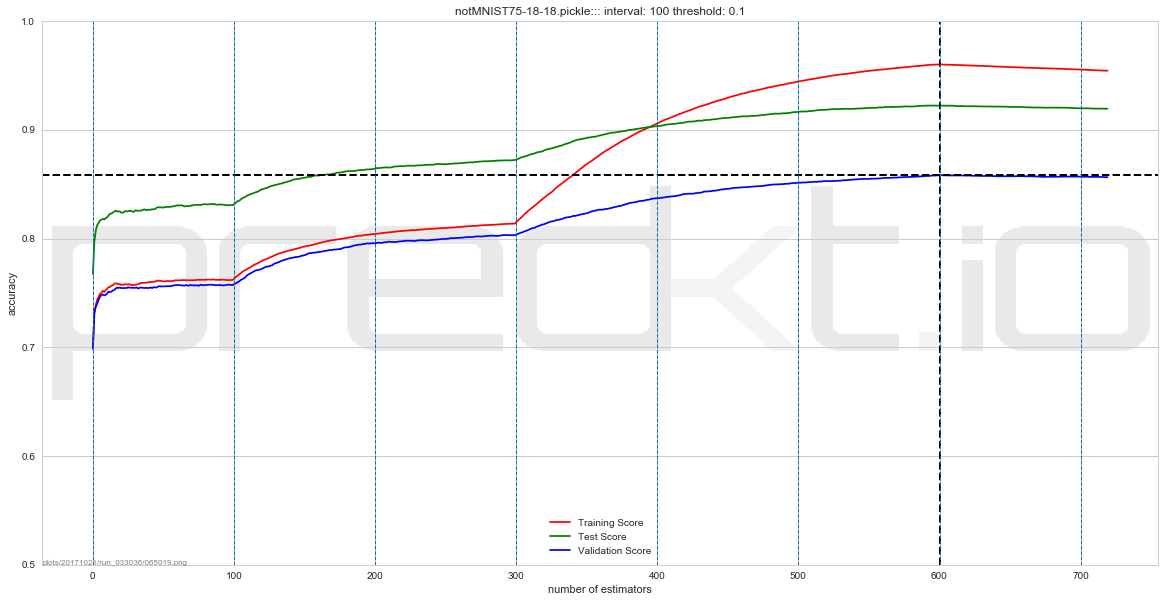 notMNIST75-18-18.pickle::: interval: 100 threshold: 0.1
1.0
0.9
0.8
0.7
0.6
0.5
accuracy
predkt.io
Training Score
Test Score
Validation Score
0 100 200 300 400 500 600 700
number of estimators